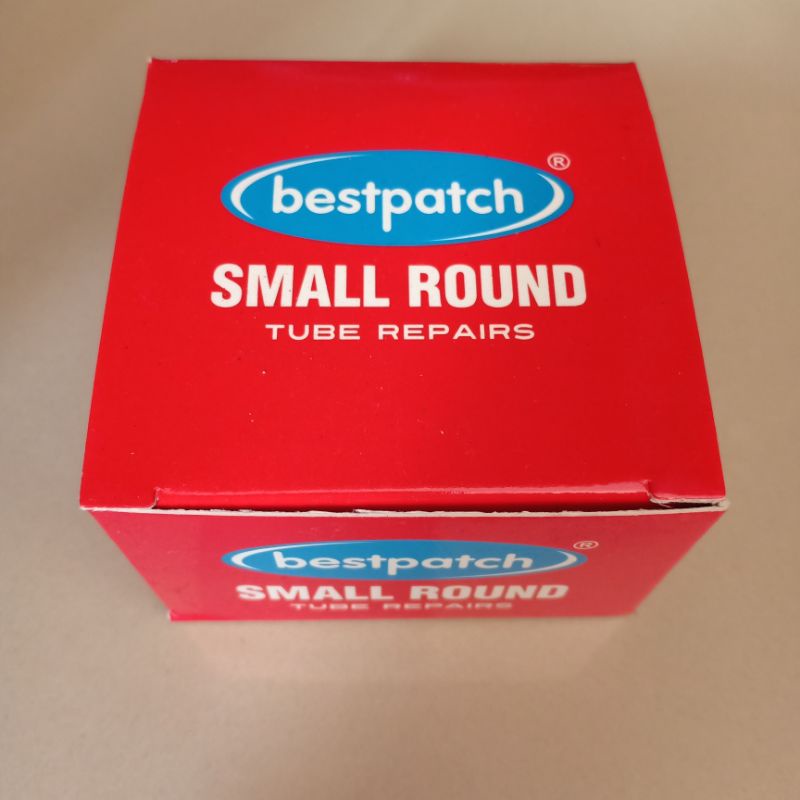 bestpatch ®
SMALL ROUND
TUBE REPAIRS
bestpatch ®
SMALL ROUND
TUBE REPAIRS